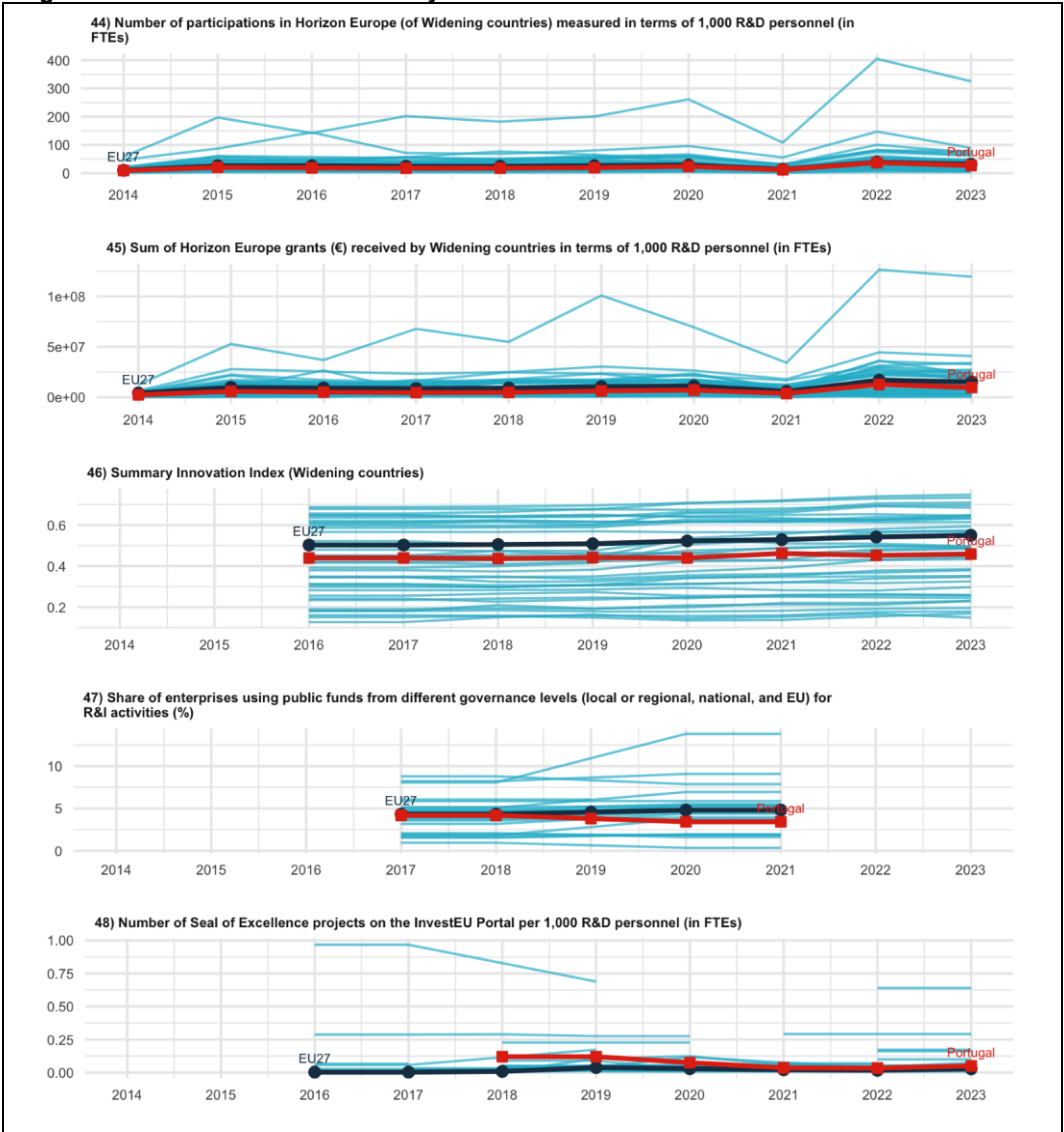 44) Number of participations in Horizon Europe (of Widening countries) measured in terms of 1,000 R&D personnel (in
FTEs)
400
300
200
100
0
EU27
Portugal
2014 2015 2016 2017 2018 2019 2020 2021 2022 2023
45) Sum of Horizon Europe grants (€) received by Widening countries in terms of 1,000 R&D personnel (in FTEs)
1e+08
5e+07
0e+00
EU27
Portugal
2014 2015 2016 2017 2018 2019 2020 2021 2022 2023
46) Summary Innovation Index (Widening countries)
0.6
0.4
0.2
EU27
Portugal
2014 2015 2016 2017 2018 2019 2020 2021 2022 2023
47) Share of enterprises using public funds from different governance levels (local or regional, national, and EU) for
R&I activities (%)
10
5
0
EU27
Portugal
2014 2015 2016 2017 2018 2019 2020 2021 2022 2023
48) Number of Seal of Excellence projects on the InvestEU Portal per 1,000 R&D personnel (in FTEs)
1.00
0.75
0.50
0.25
0.00
EU27
Portugal
2014 2015 2016 2017 2018 2019 2020 2021 2022 2023